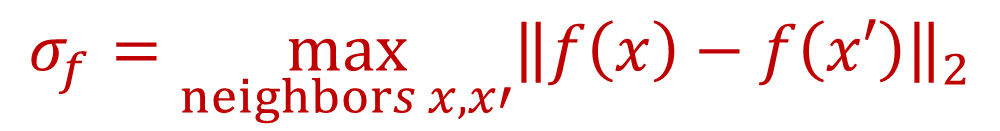 σ_f = max_{neighbors x,x′} ‖f(x) − f(x′)‖₂